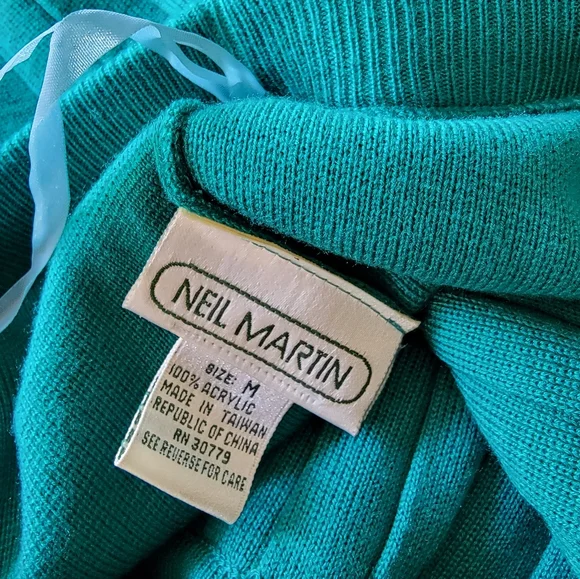 NEIL MARTIN
SIZE: M
100% ACRYLIC
MADE IN TAIWAN
REPUBLIC OF CHINA
RN 30779
SEE REVERSE FOR CARE